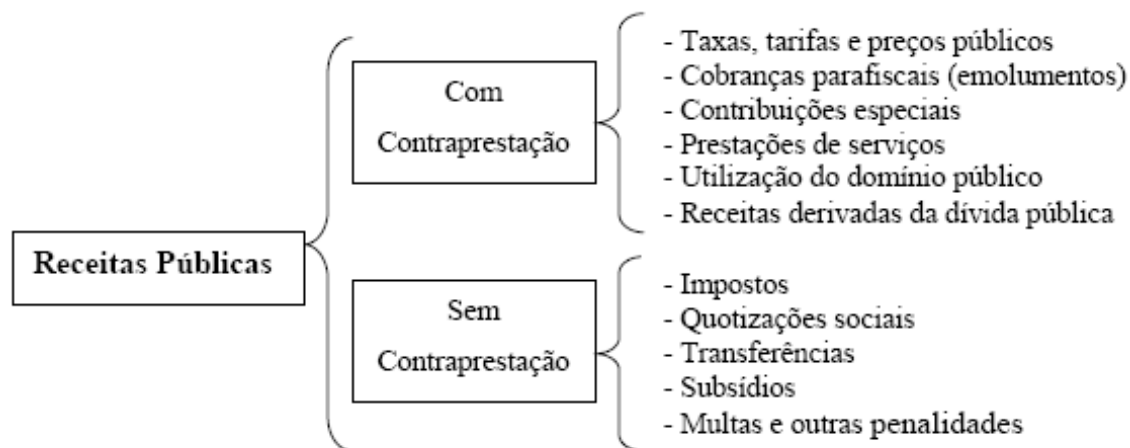 Receitas Públicas
Com
Contraprestação
- Taxas, tarifas e preços públicos
- Cobranças parafiscais (emolumentos)
- Contribuições especiais
- Prestações de serviços
- Utilização do domínio público
- Receitas derivadas da dívida pública
Sem
Contraprestação
- Impostos
- Quotizações sociais
- Transferências
- Subsídios
- Multas e outras penalidades